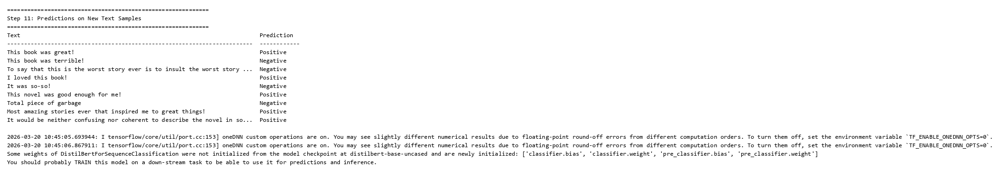 ============================================================
Step 11: Predictions on New Text Samples
============================================================
Text                                                                       Prediction
-------------------------------------------------------------------------  ------------
This book was great!                                                       Positive
This book was terrible!                                                    Negative
To say that this is the worst story ever is to insult the worst story ...  Negative
I loved this book!                                                         Positive
It was so-so!                                                              Negative
This novel was good enough for me!                                         Positive
Total piece of garbage                                                     Negative
Most amazing stories ever that inspired me to great things!                Positive
It would be neither confusing nor coherent to describe the novel in so...  Positive

2026-03-20 10:45:05.693944: I tensorflow/core/util/port.cc:153] oneDNN custom operations are on. You may see slightly different numerical results due to floating-point round-off errors from different computation orders. To turn them off, set the environment variable `TF_ENABLE_ONEDNN_OPTS=0`.
2026-03-20 10:45:06.867911: I tensorflow/core/util/port.cc:153] oneDNN custom operations are on. You may see slightly different numerical results due to floating-point round-off errors from different computation orders. To turn them off, set the environment variable `TF_ENABLE_ONEDNN_OPTS=0`.
Some weights of DistilBertForSequenceClassification were not initialized from the model checkpoint at distilbert-base-uncased and are newly initialized: ['classifier.bias', 'classifier.weight', 'pre_classifier.bias', 'pre_classifier.weight']
You should probably TRAIN this model on a down-stream task to be able to use it for predictions and inference.